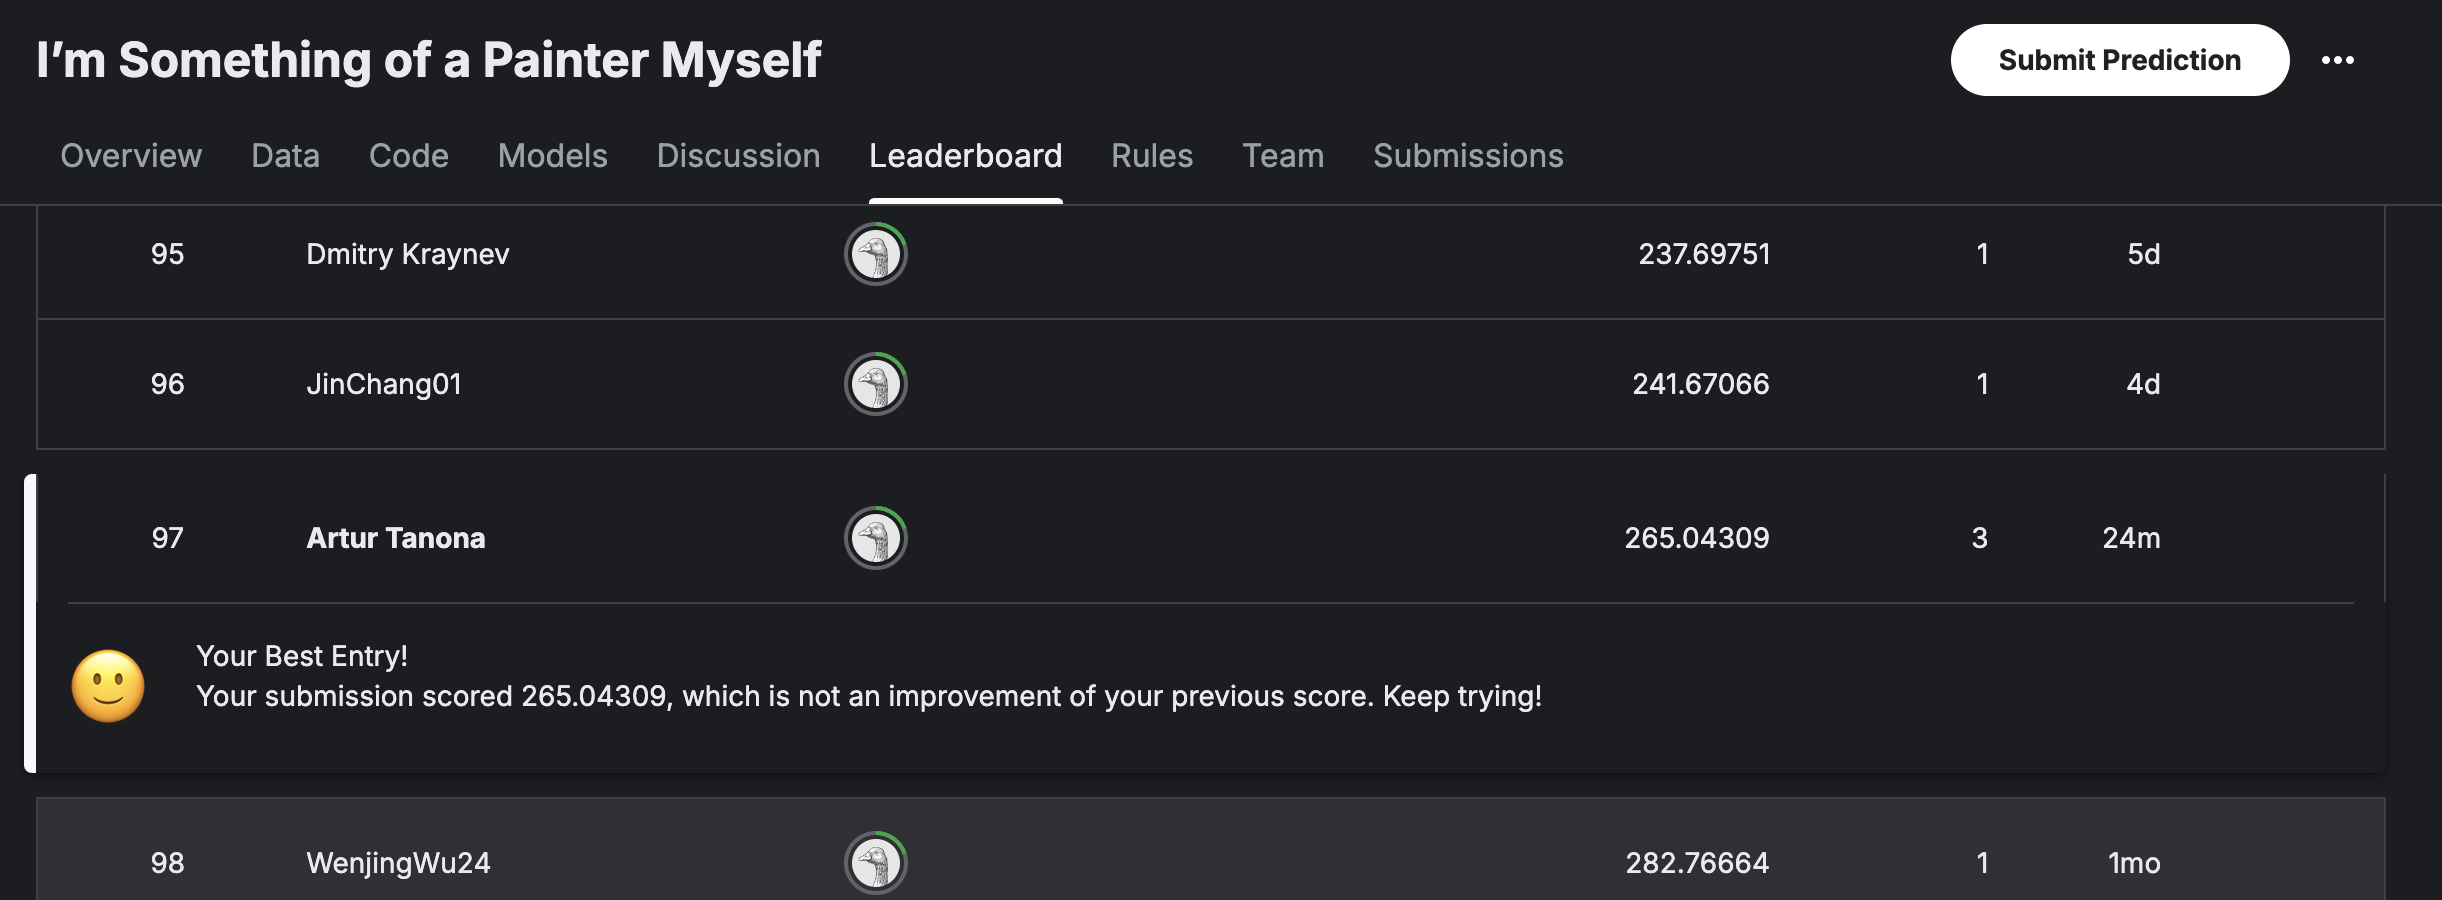 I’m Something of a Painter Myself
Submit Prediction
Overview Data Code Models Discussion Leaderboard Rules Team Submissions
95 Dmitry Kraynev 237.69751 1 5d
96 JinChang01 241.67066 1 4d
97 Artur Tanona 265.04309 3 24m
Your Best Entry!
Your submission scored 265.04309, which is not an improvement of your previous score. Keep trying!
98 WenjingWu24 282.76664 1 1mo